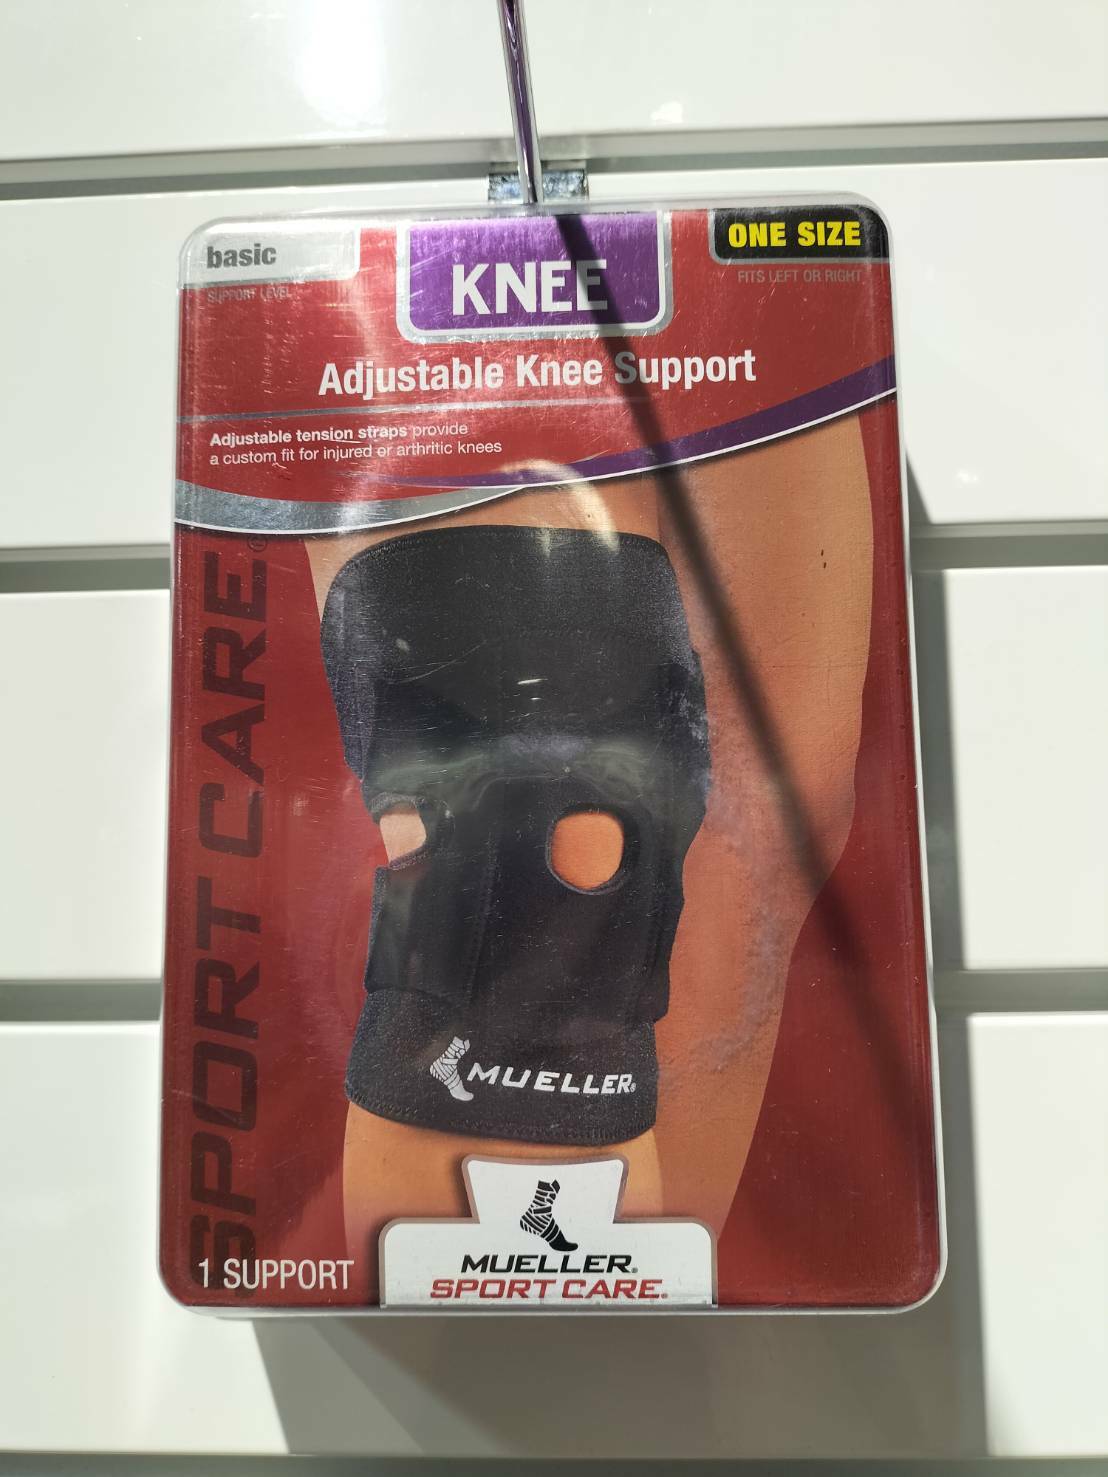 basic
SUPPORT LEVEL
KNEE
ONE SIZE
FITS LEFT OR RIGHT
Adjustable Knee Support
Adjustable tension straps provide
a custom fit for injured or arthritic knees
SPORT CARE®
MUELLER®
1 SUPPORT
MUELLER®
SPORT CARE®